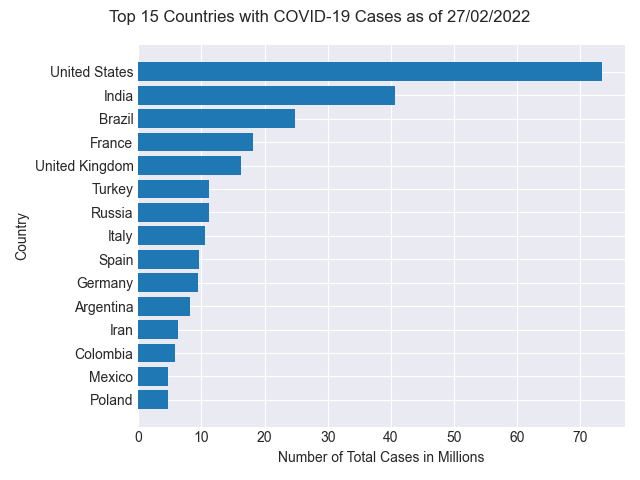 Top 15 Countries with COVID-19 Cases as of 27/02/2022
United States
India
Brazil
France
United Kingdom
Turkey
Russia
Italy
Spain
Germany
Argentina
Iran
Colombia
Mexico
Poland
Country
0 10 20 30 40 50 60 70
Number of Total Cases in Millions